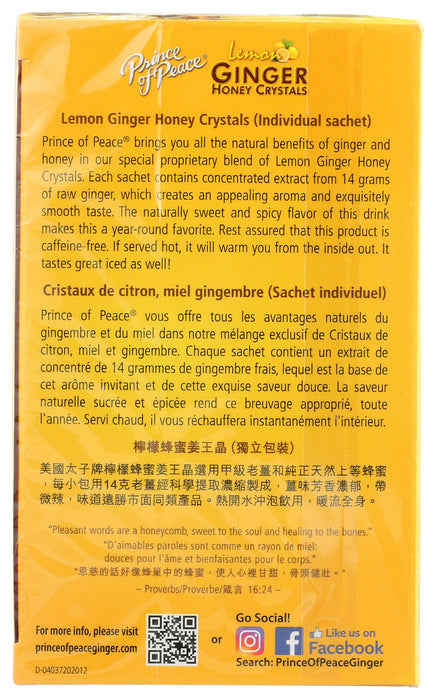 Prince of Peace®
Lemon
GINGER
HONEY CRYSTALS
Lemon Ginger Honey Crystals (Individual sachet)
Prince of Peace® brings you all the natural benefits of ginger and
honey in our special proprietary blend of Lemon Ginger Honey
Crystals. Each sachet contains concentrated extract from 14 grams
of raw ginger, which creates an appealing aroma and exquisitely
smooth taste. The naturally sweet and spicy flavor of this drink
makes this a year-round favorite. Rest assured that this product is
caffeine-free. If served hot, it will warm you from the inside out. It
tastes great iced as well!
Cristaux de citron, miel gingembre (Sachet individuel)
Prince of Peace® vous offre tous les avantages naturels du
gingembre et du miel dans notre mélange exclusif de Cristaux de
citron, miel et gingembre. Chaque sachet contient un extrait de
concentré de 14 grammes de gingembre frais, lequel est la base de
cet arôme invitant et de cette exquise saveur douce. La saveur
naturelle sucrée et épicée rend ce breuvage approprié, toute
l'année. Servi chaud, il vous réchauffera instantanément i'intérieur.
檸檬蜂蜜姜王晶 (獨立包裝)
美國太子牌檸檬蜂蜜姜王晶選用甲級老薑和純正天然上等蜂蜜
，每小包用14克老薑經科學提取濃縮製成，薑味芳香濃郁，帶
微辣，味道遠勝市面同類產品。熱開水沖泡飲用，暖流全身。
"Pleasant words are a honeycomb, sweet to the soul and healing to the bones."
"D'aimables paroles sont comme un rayon de miel:
douces pour l'âme et bienfaisantes pour le corps."
"恩慈的話好像蜂巢中的蜂蜜，使人心裡甘甜，骨頭健壯。"
– Proverbs/Proverbe/箴言 16:24 –
For more info, please visit
princeofpeaceginger.com
or
Go Social!
Like us on
Facebook
Search: PrinceOfPeaceGinger
D-04037202012